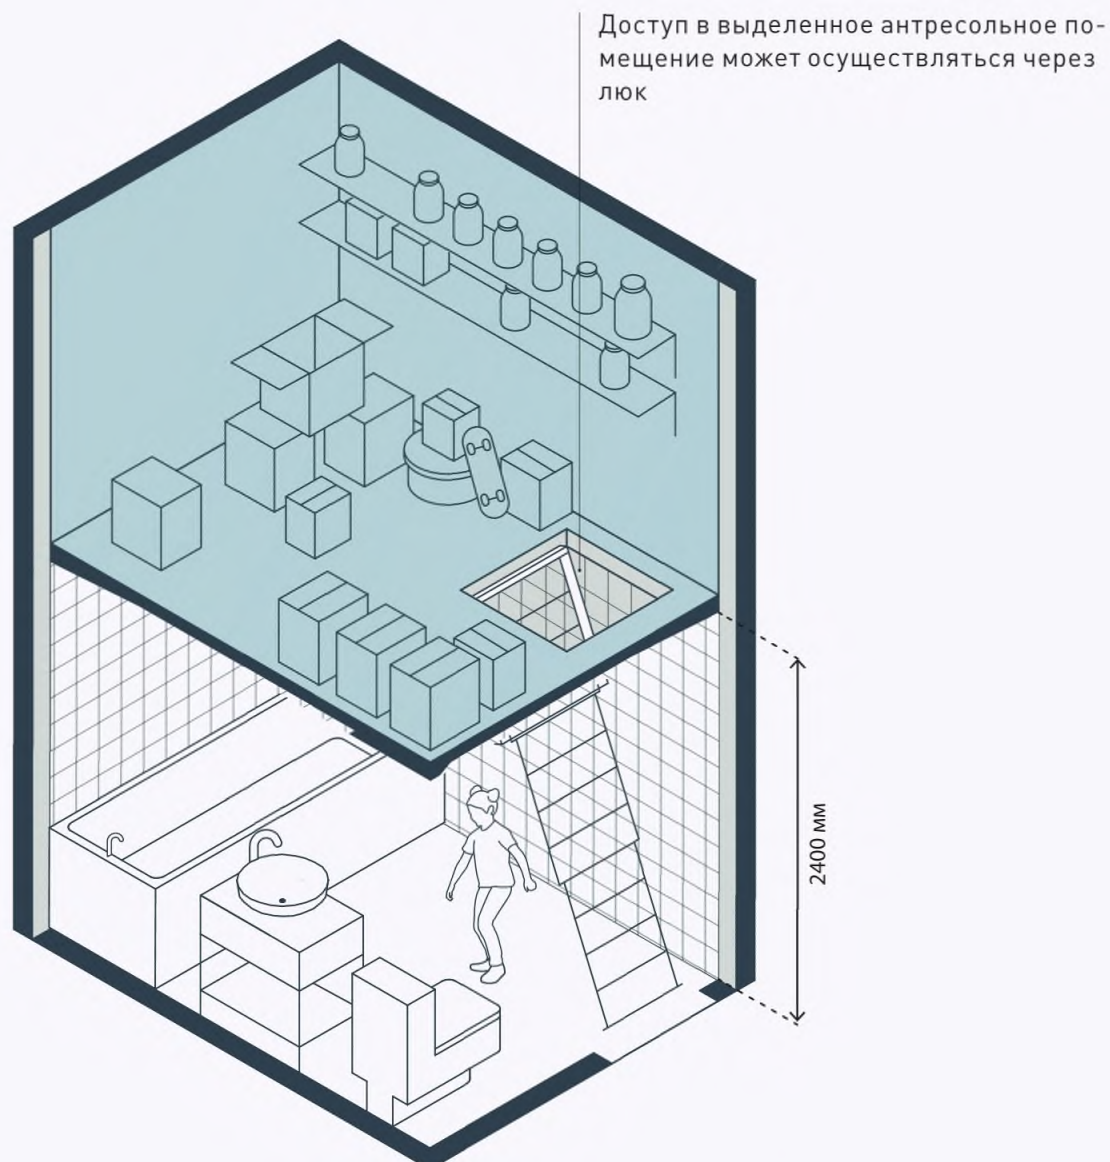 Доступ в выделенное антресольное по-
мещение может осуществляться через
люк
2400 мм